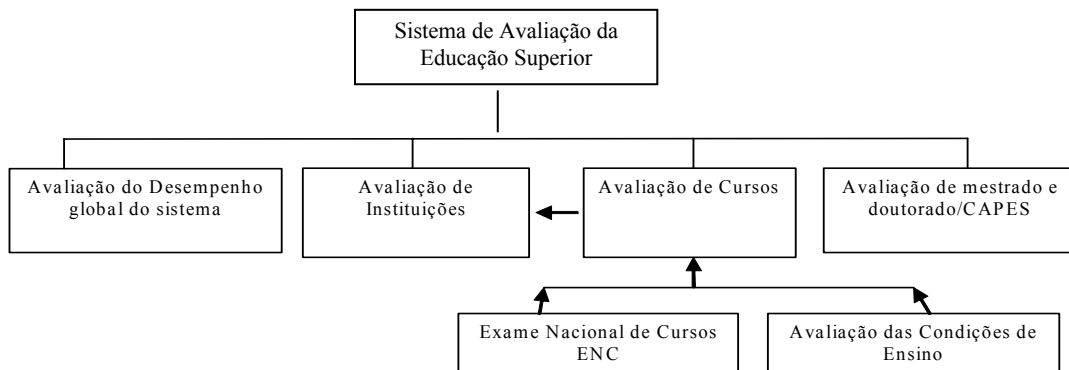 Sistema de Avaliação da
Educação Superior
Avaliação do Desempenho
global do sistema
Avaliação de
Instituições
Avaliação de Cursos
Avaliação de mestrado e
doutorado/CAPES
Exame Nacional de Cursos
ENC
Avaliação das Condições de
Ensino